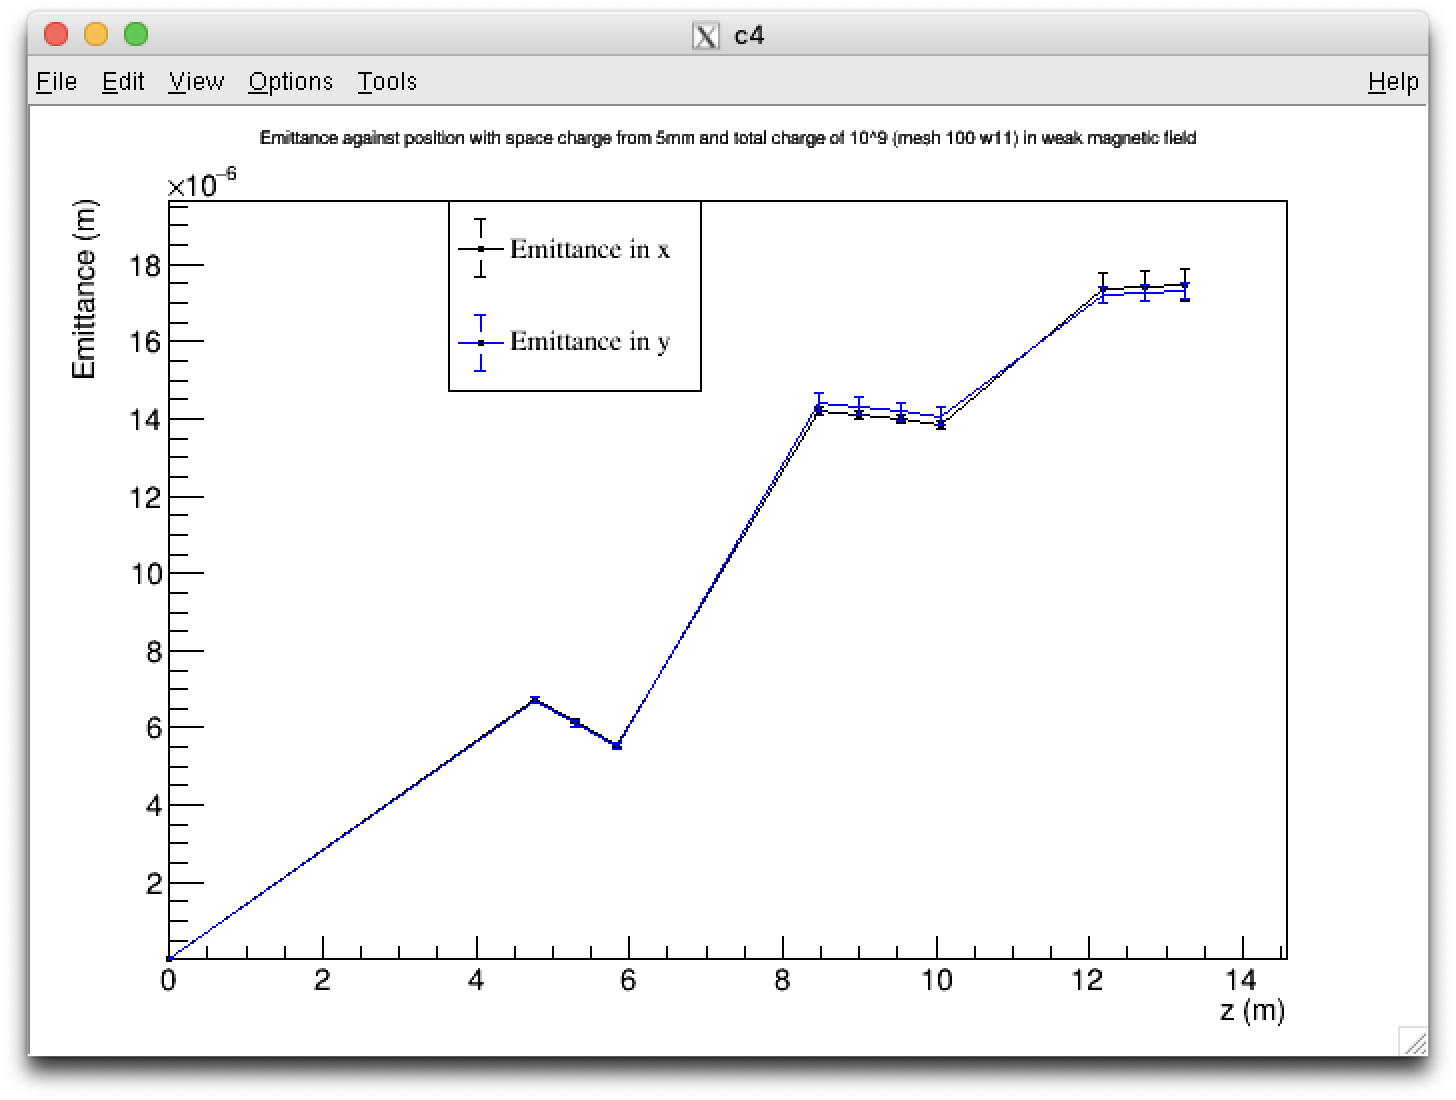 c4
File Edit View Options Tools Help
Emittance against position with space charge from 5mm and total charge of 10^9 (mesh 100 w11) in weak magnetic field
×10⁻⁶
Emittance (m)
Emittance in x
Emittance in y
18
16
14
12
10
8
6
4
2
0 2 4 6 8 10 12 14
z (m)